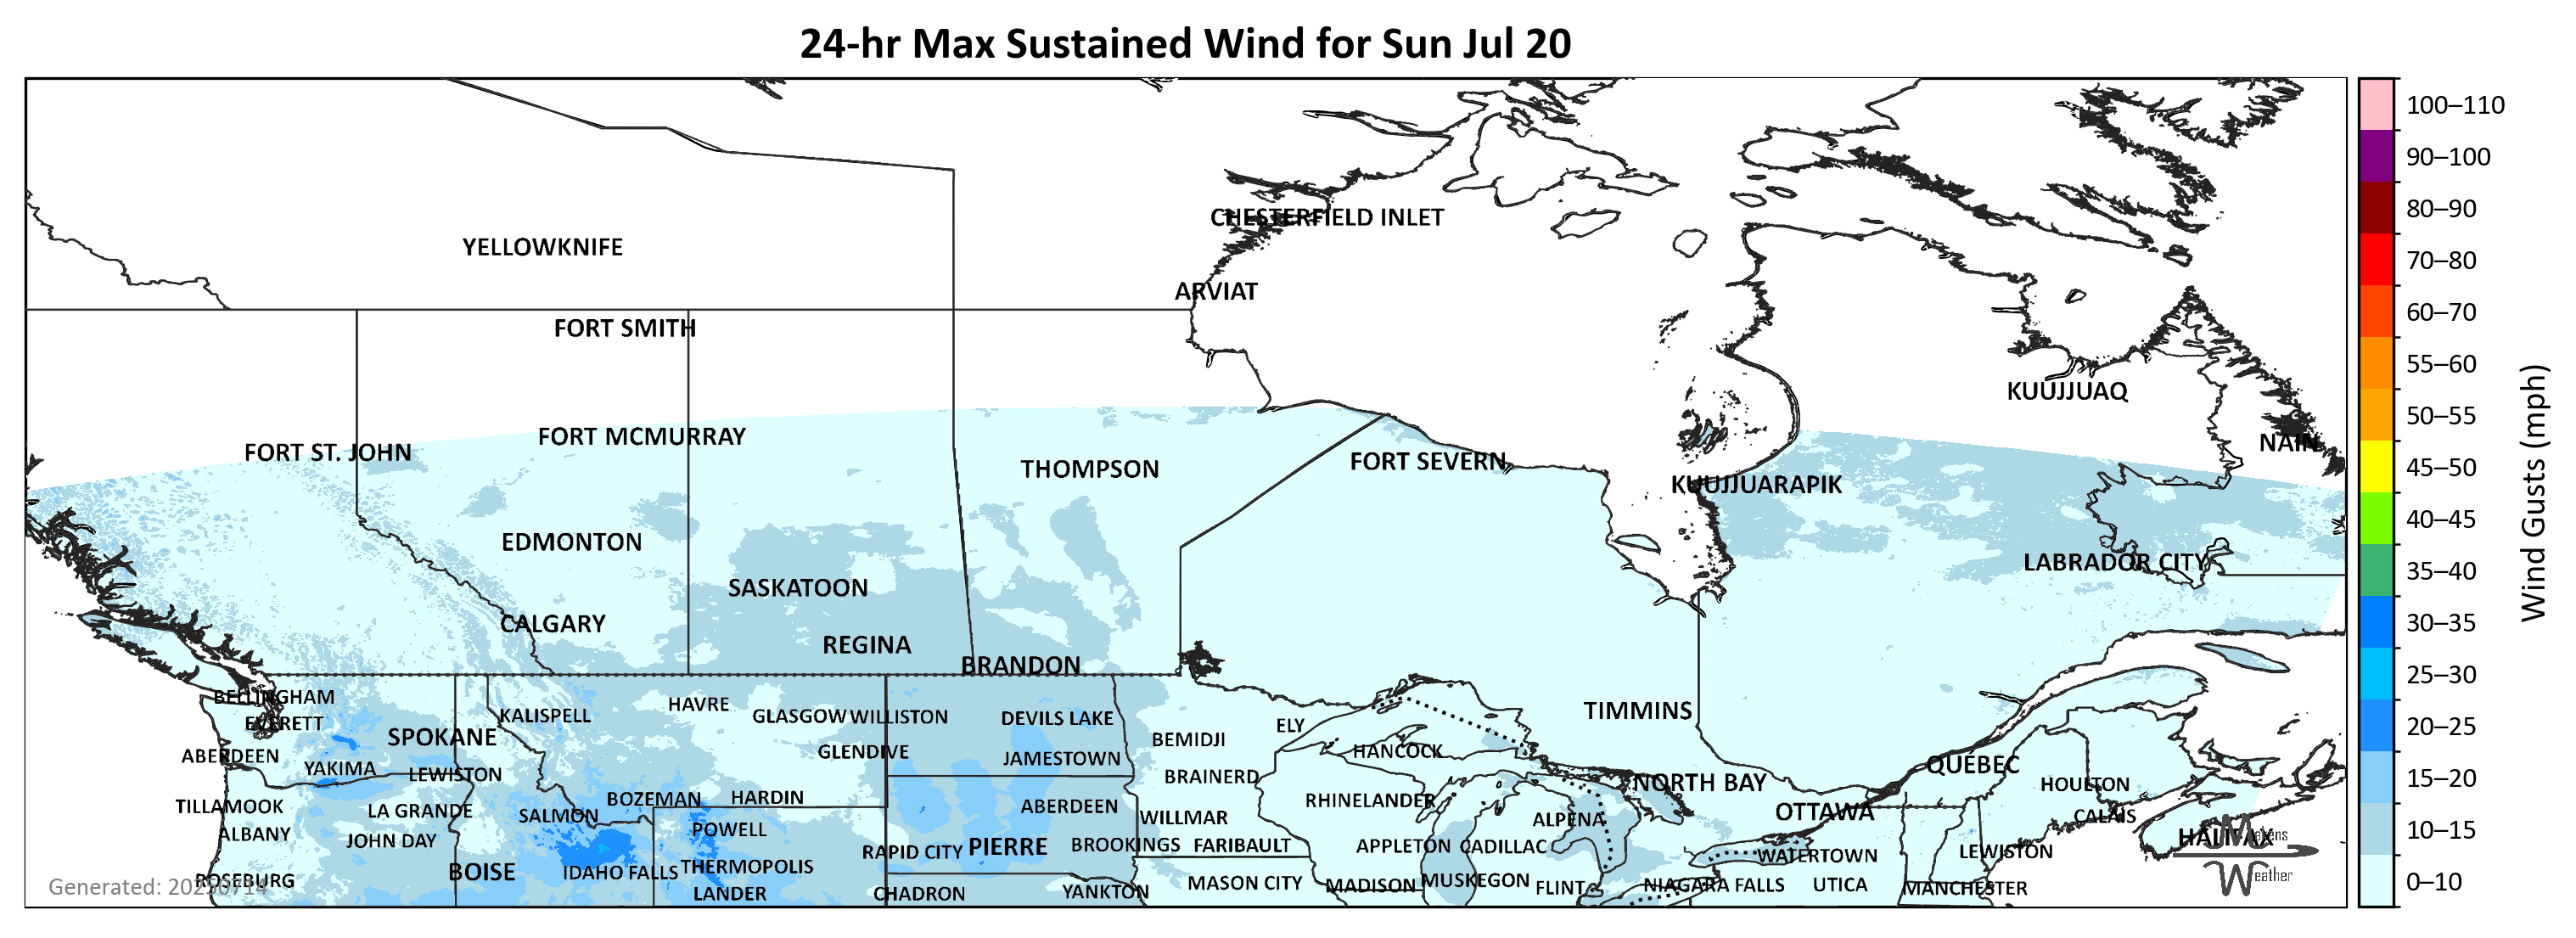 24-hr Max Sustained Wind for Sun Jul 20
100–110
90–100
80–90
70–80
60–70
55–60
50–55
45–50
40–45
35–40
30–35
25–30
20–25
15–20
10–15
0–10
Wind Gusts (mph)
CHESTERFIELD INLET
YELLOWKNIFE
ARVIAT
FORT SMITH
KUUJJUAQ
FORT MCMURRAY
NAIN
FORT ST. JOHN
FORT SEVERN
THOMPSON
KUUJJUARAPIK
EDMONTON
LABRADOR CITY
SASKATOON
CALGARY
REGINA
BRANDON
BELLINGHAM
HAVRE
TIMMINS
KALISPELL
GLASGOW
WILLISTON
DEVILS LAKE
EVERETT
ELY
SPOKANE
BEMIDJI
GLENDIVE
HANCOCK
ABERDEEN
JAMESTOWN
QUÉBEC
YAKIMA
LEWISTON
BRAINERD
NORTH BAY
HOULTON
BOZEMAN
HARDIN
RHINELANDER
TILLAMOOK
LA GRANDE
ABERDEEN
OTTAWA
SALMON
WILLMAR
ALPENA
CALAIS
ALBANY
POWELL
HALIFAX
JOHN DAY
RAPID CITY
PIERRE
BROOKINGS
FARIBAULT
APPLETON
CADILLAC
WATERTOWN
LEWISTON
BOISE
IDAHO FALLS
THERMOPOLIS
ROSEBURG
MASON CITY
MADISON
MUSKEGON
FLINT
NIAGARA FALLS
UTICA
MANCHESTER
LANDER
CHADRON
YANKTON
Generated: 20250714
Makens
Weather